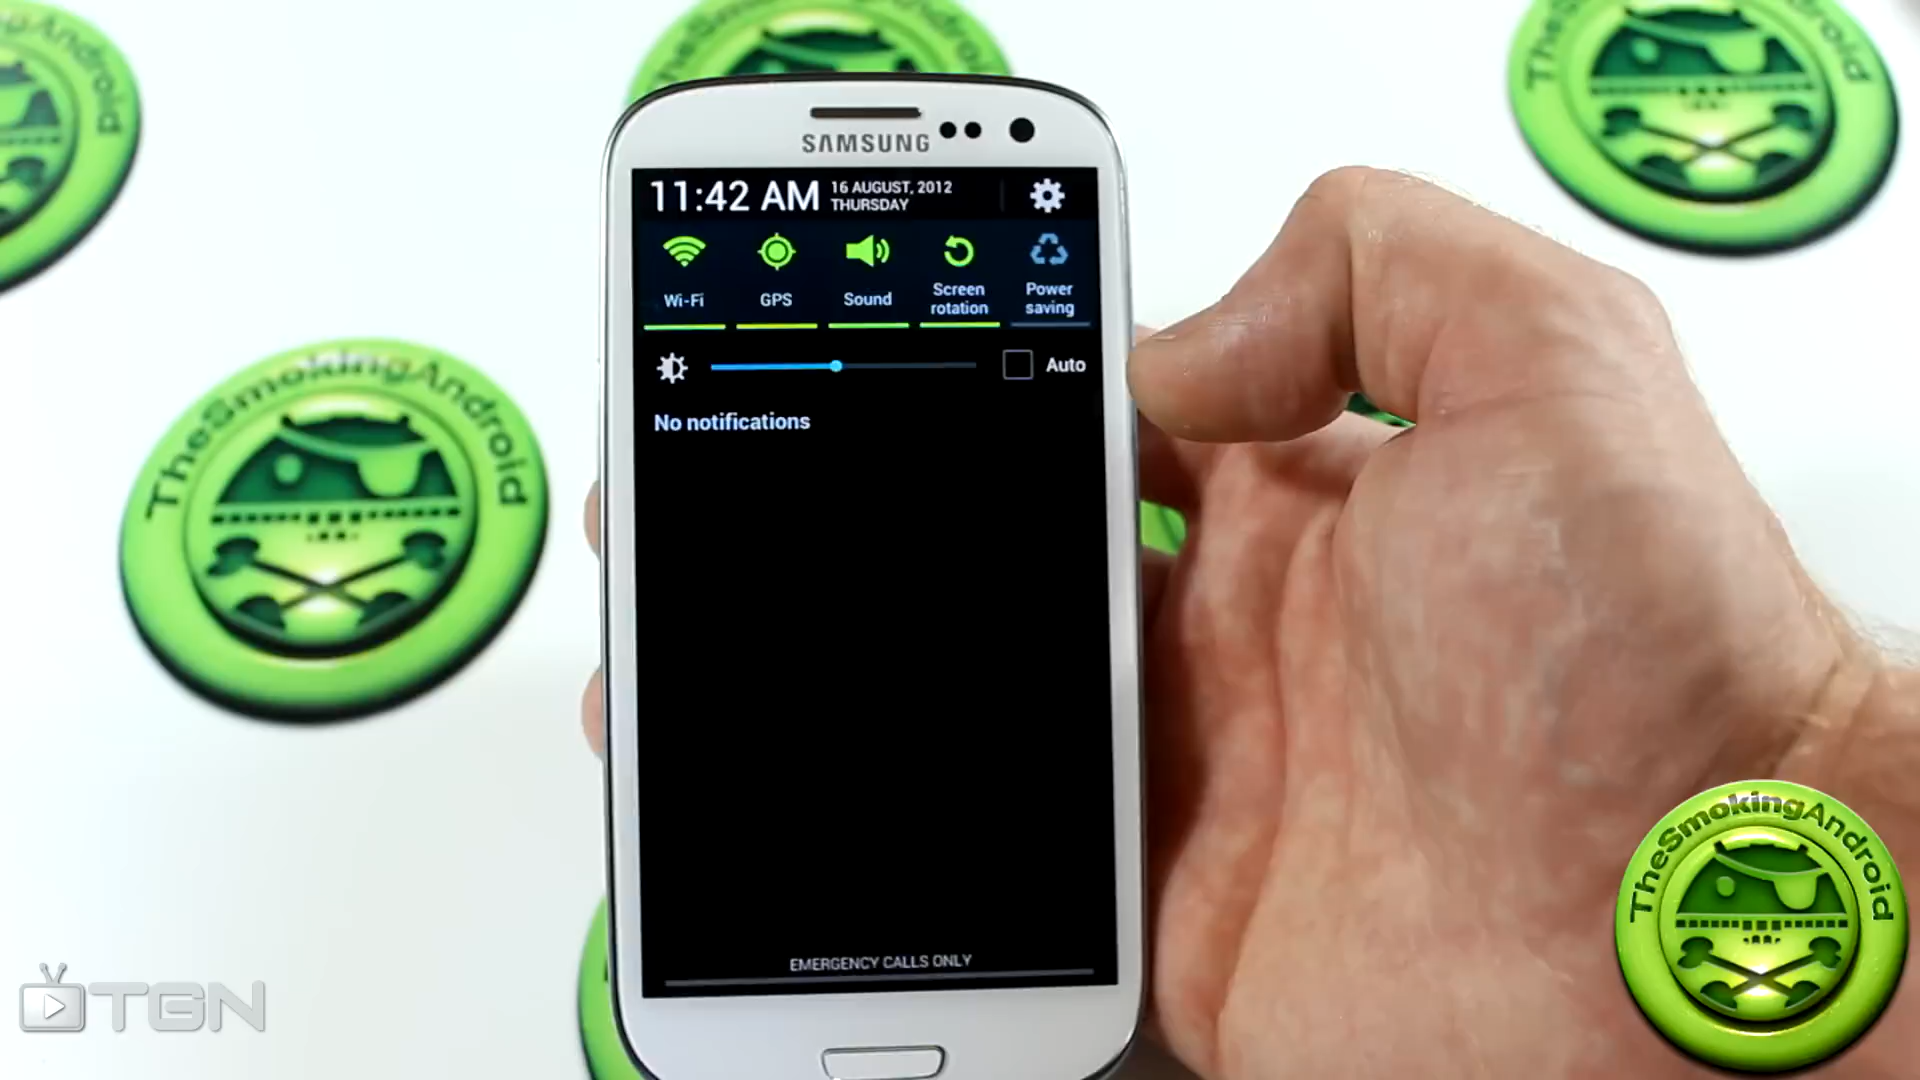 TheSmokingAndroid
SAMSUNG
11:42 AM
16 AUGUST, 2012
THURSDAY
Wi-Fi
GPS
Sound
Screen
rotation
Power
saving
Auto
No notifications
EMERGENCY CALLS ONLY
TheSmokingAndroid
TGN